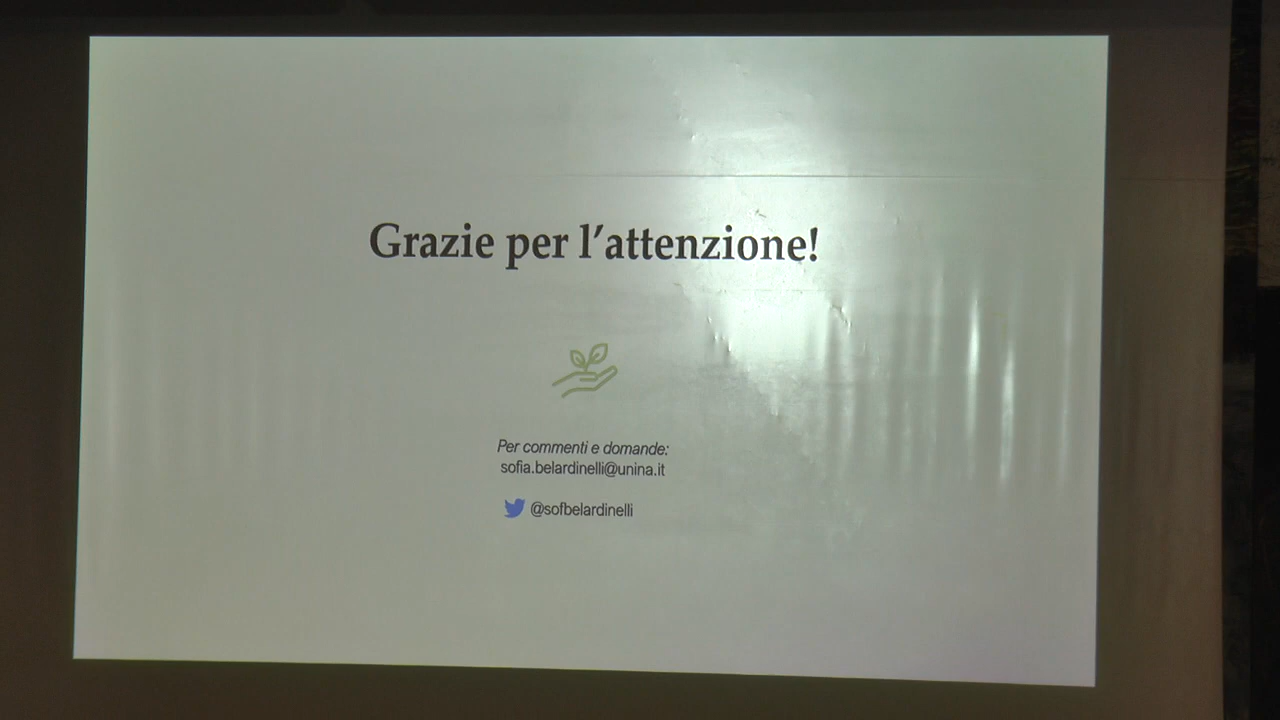 Grazie per l'attenzione!
Per commenti e domande:
sofia.belardinelli@unina.it
@sofbelardinelli